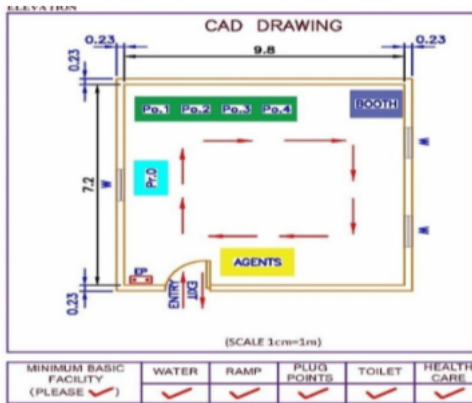 ELEVATION
CAD DRAWING
0.23
9.8
0.23
0.23
Po.1 Po.2 Po.3 Po.4
BOOTH
W
W
Pr.O
7.2
W
AGENTS
EP
ENTRY
EXIT
0.23
(SCALE 1cm=1m)
MINIMUM BASIC FACILITY (PLEASE ✓)
WATER
RAMP
PLUG POINTS
TOILET
HEALTH CARE
✓ ✓ ✓ ✓ ✓